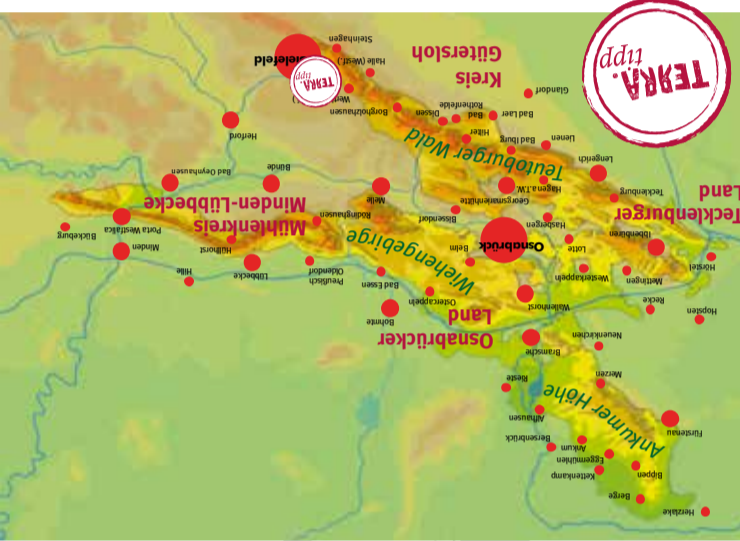 Herzlake
Berge
Bippen
Kettenkamp
Eggermühlen
Ankum
Bersenbrück
Fürstenau
Ankumer Höhe
Alfhausen
Rieste
Merzen
Neuenkirchen
Bramsche
Hopsten
Recke
Hörstel
Mettingen
Westerkappeln
Wallenhorst
Osnabrücker
Land
Bohmte
Ostercappeln
Bad Essen
Preußisch
Oldendorf
Lübbecke
Hille
Minden
Ibbenbüren
Lotte
Osnabrück
Belm
Wiehengebirge
Hüllhorst
Porta Westfalica
Bückeburg
Tecklenburger
Land
Hasbergen
Bissendorf
Rödinghausen
Mühlenkreis
Minden-Lübbecke
Tecklenburg
Hagen a.T.W.
Georgsmarienhütte
Melle
Bünde
Bad Oeynhausen
Lengerich
Teutoburger Wald
Lienen
Bad Iburg
Hilter
Herford
Glandorf
Bad Laer
Bad
Rothenfelde
Dissen
Borgholzhausen
Kreis
Gütersloh
Halle (Westf.)
Steinhagen
TERRA.
tipp
TERRA.
tipp